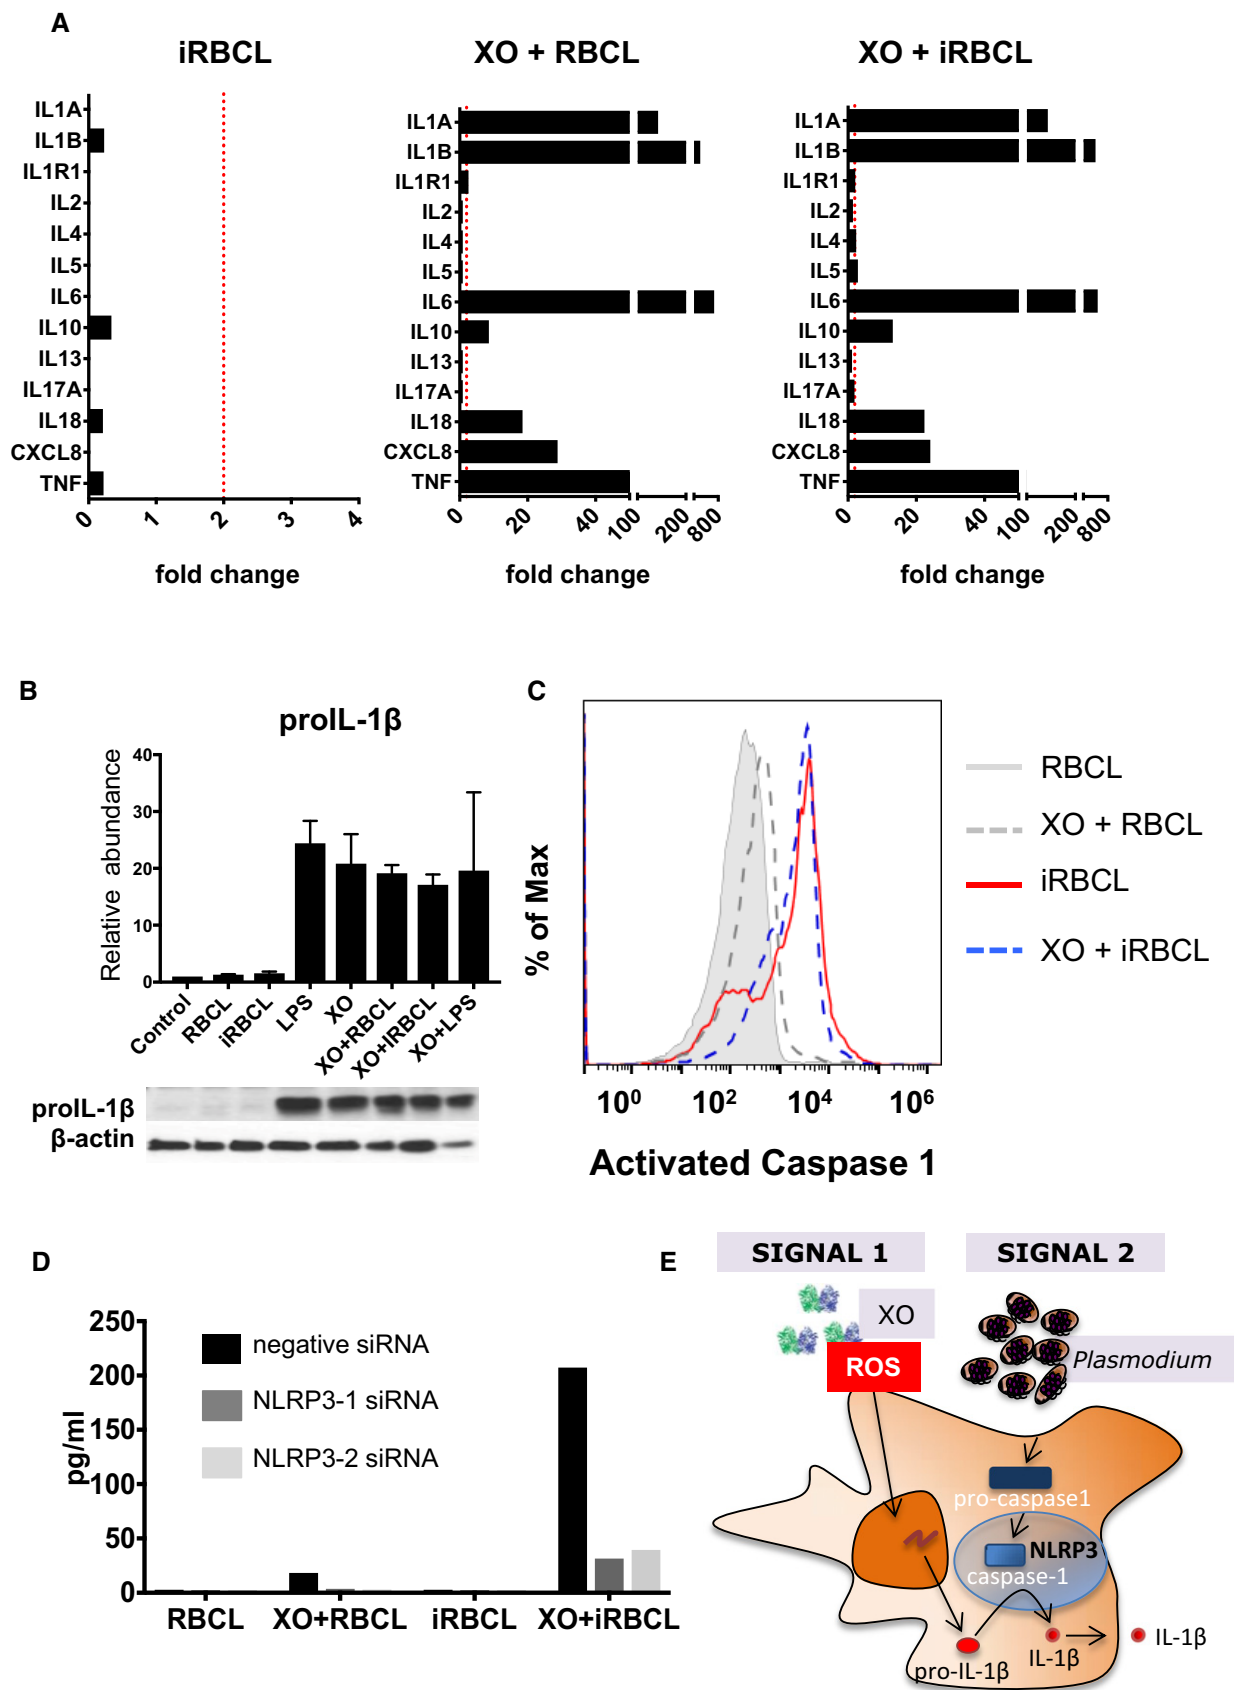 A
iRBCL
XO + RBCL
XO + iRBCL
IL1A
IL1B
IL1R1
IL2
IL4
IL5
IL6
IL10
IL13
IL17A
IL18
CXCL8
TNF
0 1 2 3 4
fold change
IL1A
IL1B
IL1R1
IL2
IL4
IL5
IL6
IL10
IL13
IL17A
IL18
CXCL8
TNF
0 20 40 100 200 800
fold change
IL1A
IL1B
IL1R1
IL2
IL4
IL5
IL6
IL10
IL13
IL17A
IL18
CXCL8
TNF
0 20 40 100 200 800
fold change
B
proIL-1β
Relative abundance
40
30
20
10
0
Control
RBCL
iRBCL
LPS
XO
XO+RBCL
XO+IRBCL
XO+LPS
proIL-1β
β-actin
C
% of Max
10⁰ 10² 10⁴ 10⁶
Activated Caspase 1
RBCL
XO + RBCL
iRBCL
XO + iRBCL
D
pg/ml
250
200
150
100
50
0
negative siRNA
NLRP3-1 siRNA
NLRP3-2 siRNA
RBCL XO+RBCL iRBCL XO+iRBCL
E
SIGNAL 1
SIGNAL 2
XO
ROS
Plasmodium
pro-caspase1
NLRP3
caspase-1
pro-IL-1β
IL-1β
IL-1β